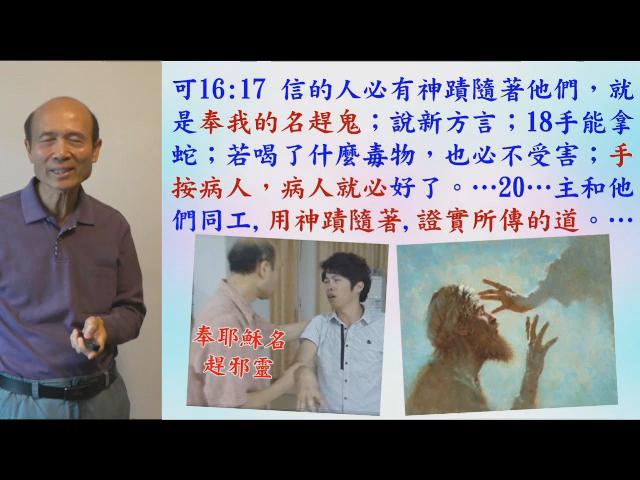 可16:17 信的人必有神蹟隨著他們，就
是奉我的名趕鬼；說新方言；18手能拿
蛇；若喝了什麼毒物，也必不受害；手
按病人，病人就必好了。…20…主和他
們同工,用神蹟隨著,證實所傳的道。…
奉耶穌名
趕邪靈